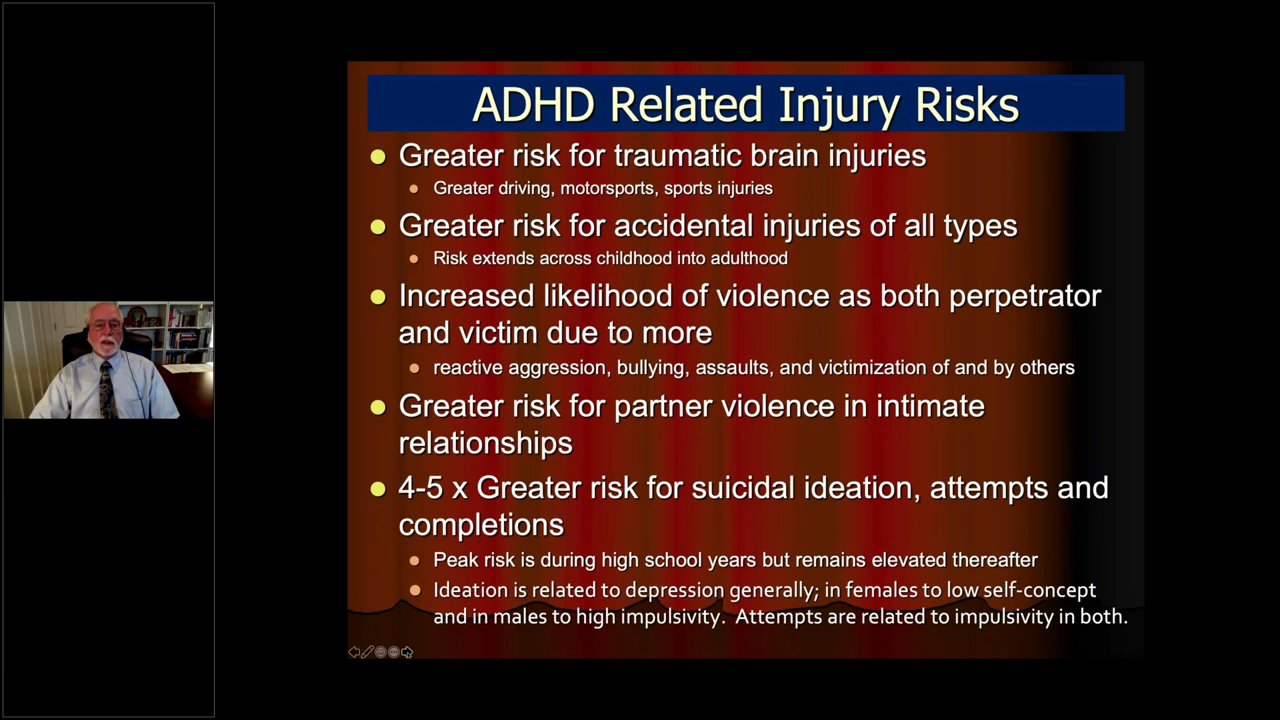 ADHD Related Injury Risks
Greater risk for traumatic brain injuries
Greater driving, motorsports, sports injuries
Greater risk for accidental injuries of all types
Risk extends across childhood into adulthood
Increased likelihood of violence as both perpetrator
and victim due to more
reactive aggression, bullying, assaults, and victimization of and by others
Greater risk for partner violence in intimate
relationships
4-5 x Greater risk for suicidal ideation, attempts and
completions
Peak risk is during high school years but remains elevated thereafter
Ideation is related to depression generally; in females to low self-concept
and in males to high impulsivity. Attempts are related to impulsivity in both.